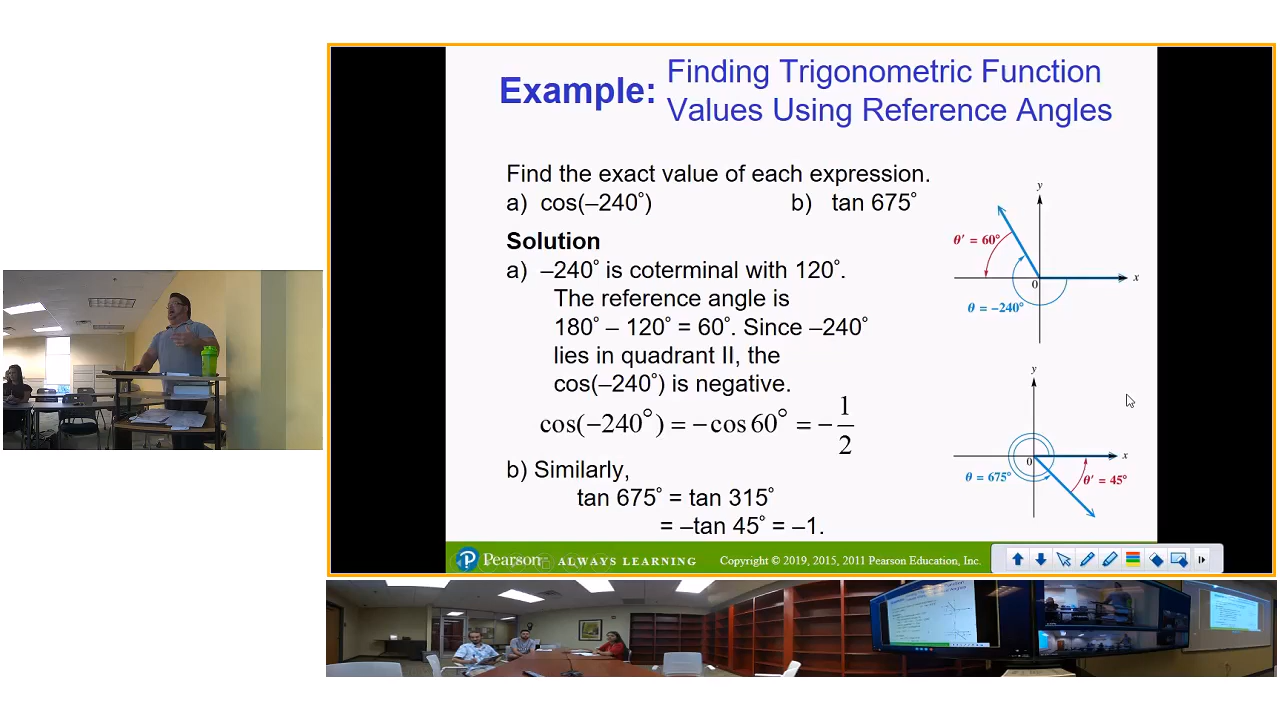 Example: Finding Trigonometric Function
Values Using Reference Angles
Find the exact value of each expression.
a) cos(–240°) b) tan 675°
Solution
a) –240° is coterminal with 120°.
The reference angle is
180° – 120° = 60°. Since –240°
lies in quadrant II, the
cos(–240°) is negative.
cos(−240°) = −cos 60° = −1/2
b) Similarly,
tan 675° = tan 315°
= –tan 45° = –1.
y
θ′ = 60°
x
0
θ = −240°
y
0
x
θ = 675°
θ′ = 45°
Pearson ALWAYS LEARNING Copyright © 2019, 2015, 2011 Pearson Education, Inc.